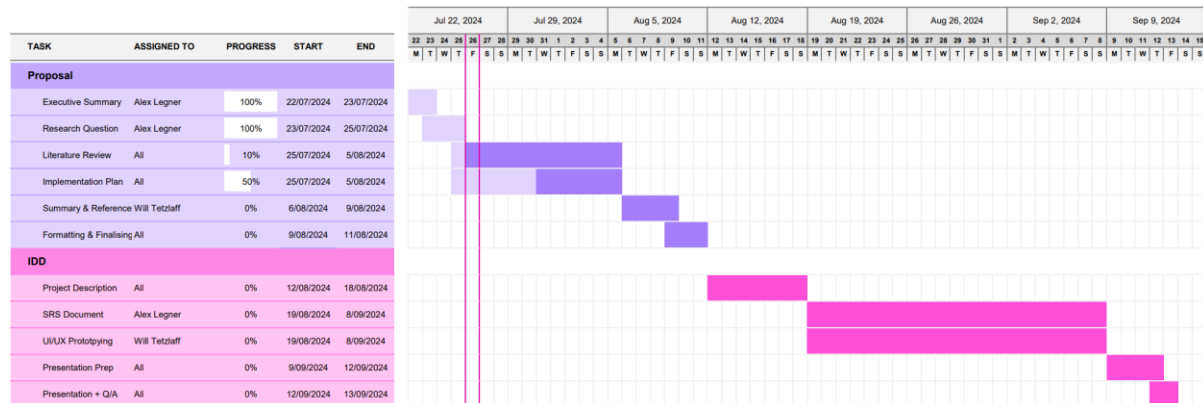 Jul 22, 2024 Jul 29, 2024 Aug 5, 2024 Aug 12, 2024 Aug 19, 2024 Aug 26, 2024 Sep 2, 2024 Sep 9, 2024
22 23 24 25 26 27 28 29 30 31 1 2 3 4 5 6 7 8 9 10 11 12 13 14 15 16 17 18 19 20 21 22 23 24 25 26 27 28 29 30 31 1 2 3 4 5 6 7 8 9 10 11 12 13 14 15
TASK ASSIGNED TO PROGRESS START END M T W T F S S M T W T F S S M T W T F S S M T W T F S S M T W T F S S M T W T F S S M T W T F S S M T W T F S S
Proposal
Executive Summary Alex Legner 100% 22/07/2024 23/07/2024
Research Question Alex Legner 100% 23/07/2024 25/07/2024
Literature Review All 10% 25/07/2024 5/08/2024
Implementation Plan All 50% 25/07/2024 5/08/2024
Summary & Reference Will Tetzlaff 0% 6/08/2024 9/08/2024
Formatting & Finalising All 0% 9/08/2024 11/08/2024
IDD
Project Description All 0% 12/08/2024 18/08/2024
SRS Document Alex Legner 0% 19/08/2024 8/09/2024
UI/UX Prototpying Will Tetzlaff 0% 19/08/2024 8/09/2024
Presentation Prep All 0% 9/09/2024 12/09/2024
Presentation + Q/A All 0% 12/09/2024 13/09/2024